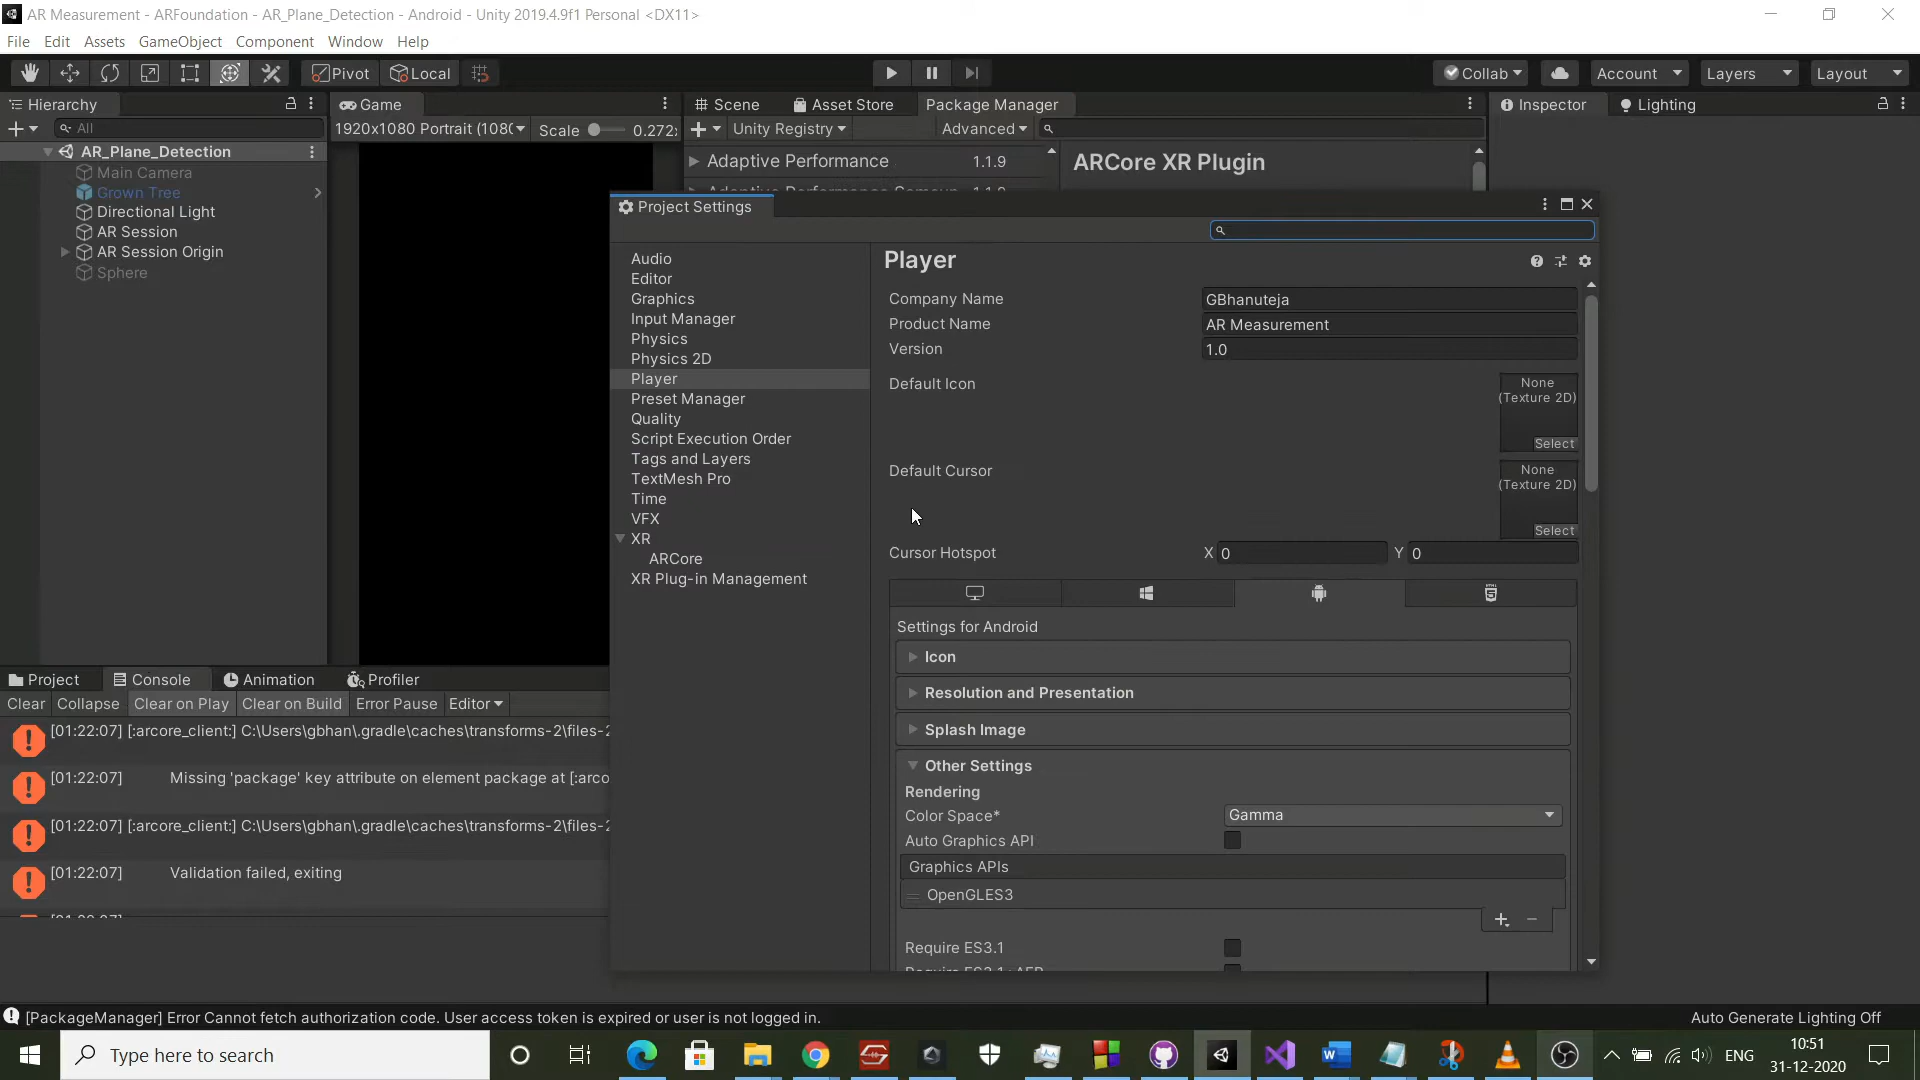 AR Measurement - ARFoundation - AR_Plane_Detection - Android - Unity 2019.4.9f1 Personal <DX11>
File Edit Assets GameObject Component Window Help
Pivot Local Collab Account Layers Layout
Hierarchy Game Scene Asset Store Package Manager Inspector Lighting
All 1920x1080 Portrait (108( Scale 0.272 Unity Registry Advanced
AR_Plane_Detection
Main Camera
Grown Tree
Directional Light
AR Session
AR Session Origin
Sphere
Adaptive Performance 1.1.9
ARCore XR Plugin
Project Settings
Audio
Editor
Graphics
Input Manager
Physics
Physics 2D
Player
Preset Manager
Quality
Script Execution Order
Tags and Layers
TextMesh Pro
Time
VFX
XR
ARCore
XR Plug-in Management
Player
Company Name GBhanuteja
Product Name AR Measurement
Version 1.0
Default Icon None
(Texture 2D)
Select
Default Cursor None
(Texture 2D)
Select
Cursor Hotspot X 0 Y 0
Settings for Android
Icon
Resolution and Presentation
Splash Image
Other Settings
Rendering
Color Space* Gamma
Auto Graphics API
Graphics APIs
OpenGLES3
Require ES3.1
Project Console Animation Profiler
Clear Collapse Clear on Play Clear on Build Error Pause Editor
[01:22:07] [:arcore_client:] C:\Users\gbhan\.gradle\caches\transforms-2\files-2
[01:22:07] Missing 'package' key attribute on element package at [:arco
[01:22:07] [:arcore_client:] C:\Users\gbhan\.gradle\caches\transforms-2\files-2
[01:22:07] Validation failed, exiting
[PackageManager] Error Cannot fetch authorization code. User access token is expired or user is not logged in. Auto Generate Lighting Off
Type here to search
ENG
10:51
31-12-2020